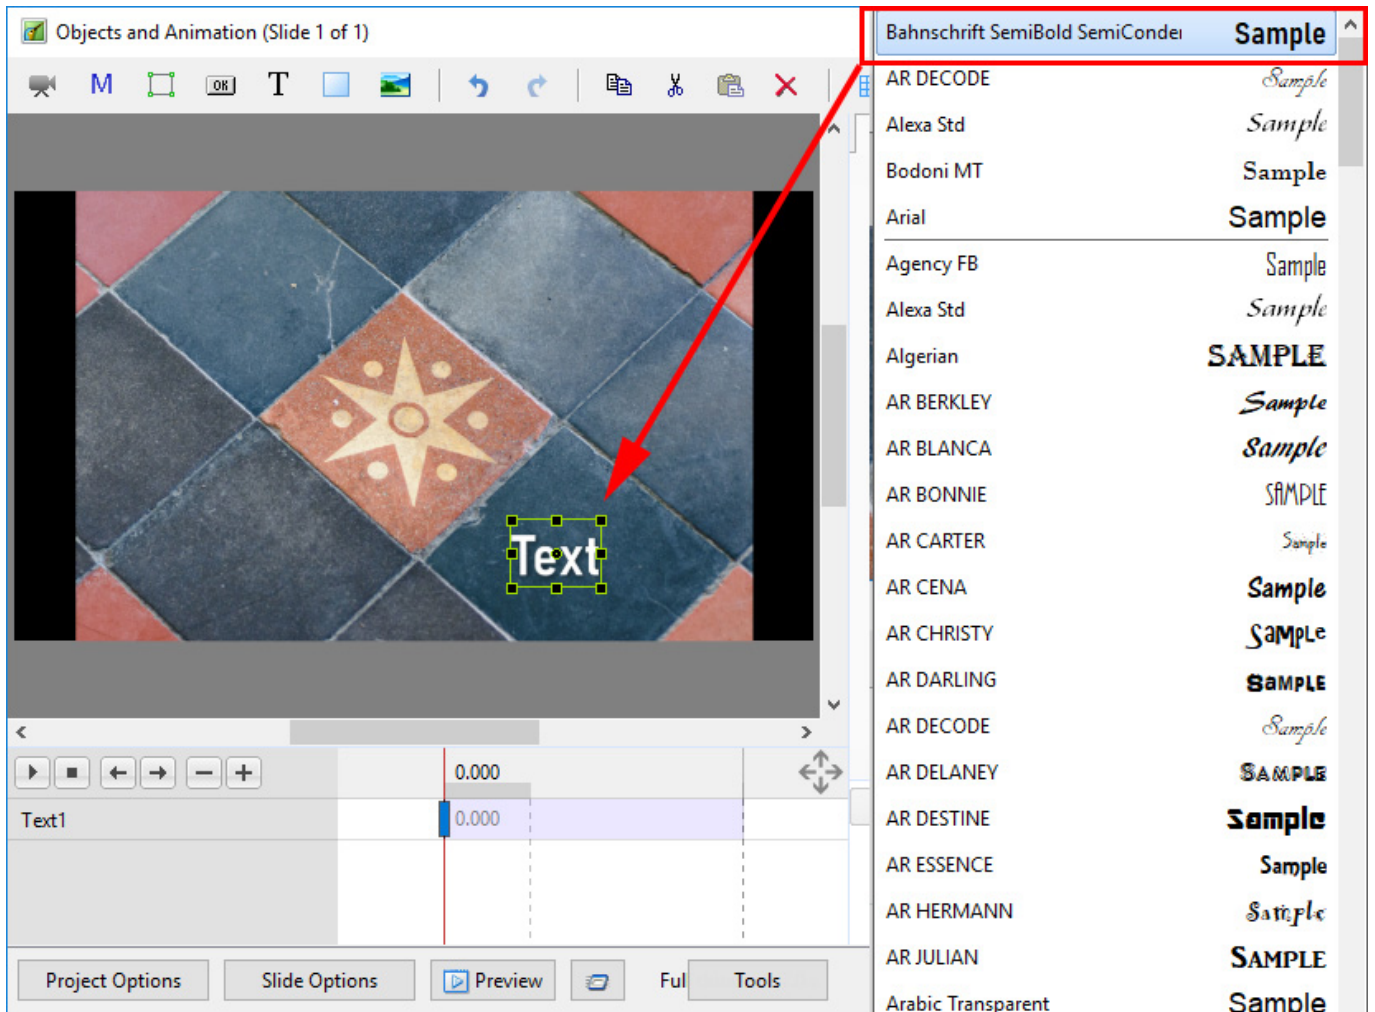 Objects and Animation (Slide 1 of 1)
M
OK
T
Text
0.000
Text1
0.000
Project Options
Slide Options
Preview
Ful
Tools
Bahnschrift SemiBold SemiConder Sample
AR DECODE Sample
Alexa Std Sample
Bodoni MT Sample
Arial Sample
Agency FB Sample
Alexa Std Sample
Algerian SAMPLE
AR BERKLEY Sample
AR BLANCA Sample
AR BONNIE SAMPLE
AR CARTER Sample
AR CENA Sample
AR CHRISTY SaMpLe
AR DARLING SaMPLE
AR DECODE Sample
AR DELANEY SAMPLE
AR DESTINE Sample
AR ESSENCE Sample
AR HERMANN Sample
AR JULIAN SAMPLE
Arabic Transparent Sample